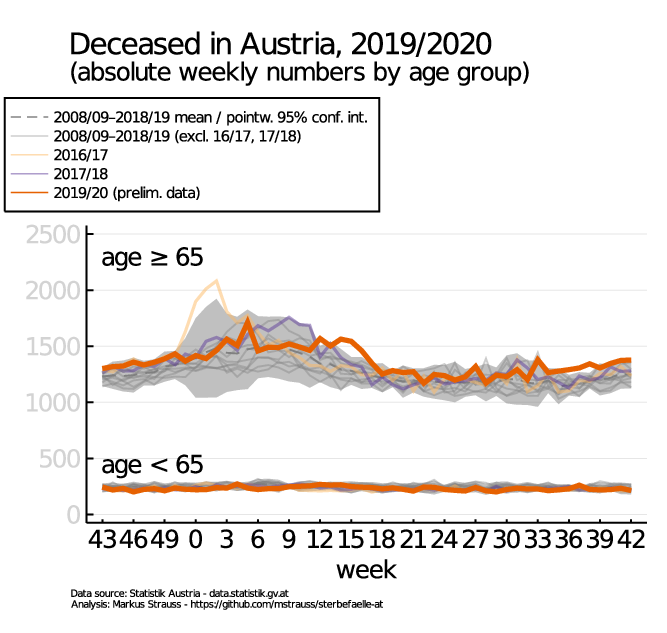 Deceased in Austria, 2019/2020
(absolute weekly numbers by age group)
2008/09–2018/19 mean / pointw. 95% conf. int.
2008/09–2018/19 (excl. 16/17, 17/18)
2016/17
2017/18
2019/20 (prelim. data)
2500
age ≥ 65
2000
1500
1000
500
age < 65
0
43 46 49 0 3 6 9 12 15 18 21 24 27 30 33 36 39 42
week
Data source: Statistik Austria - data.statistik.gv.at
Analysis: Markus Strauss - https://github.com/mstrauss/sterbefaelle-at